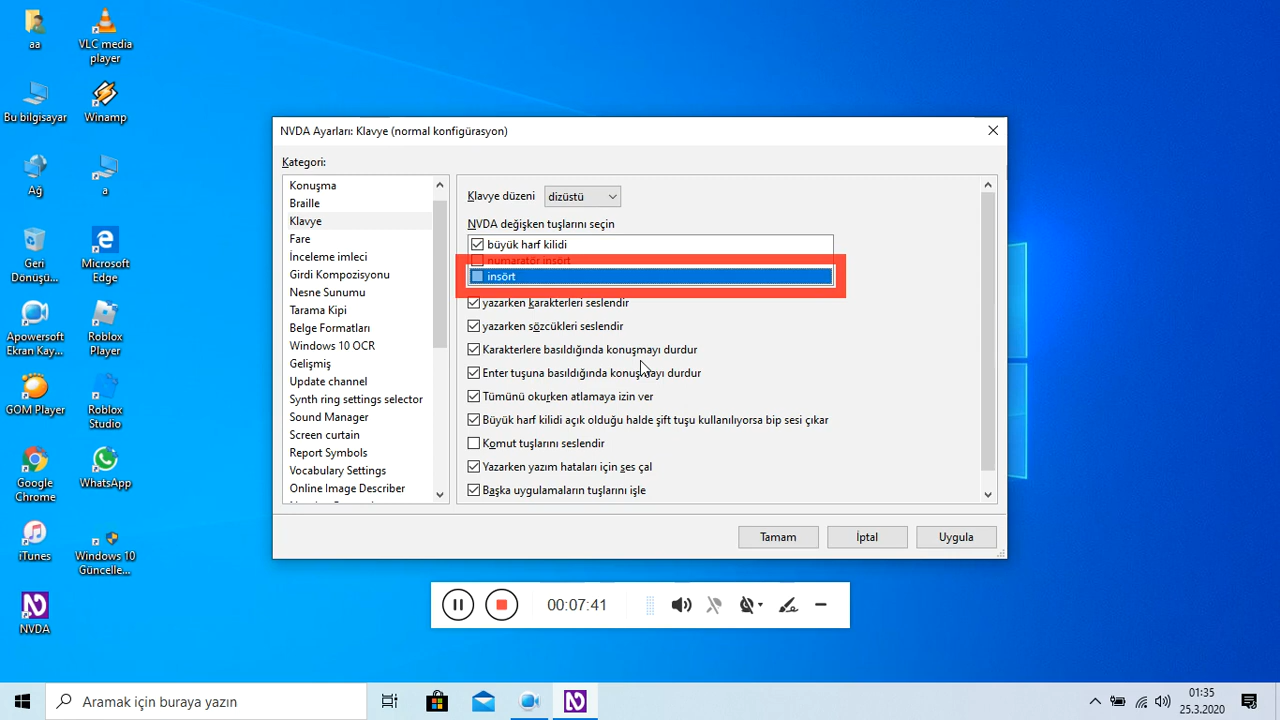 aa
VLC media
player
Bu bilgisayar
Winamp
Ağ
a
Geri
Dönüşü...
Microsoft
Edge
Apowersoft
Ekran Kay...
Roblox
Player
GOM Player
Roblox
Studio
Google
Chrome
WhatsApp
iTunes
Windows 10
Güncelle...
NVDA
NVDA Ayarları: Klavye (normal konfigürasyon)
Kategori:
Konuşma
Braille
Klavye
Fare
İnceleme imleci
Girdi Kompozisyonu
Nesne Sunumu
Tarama Kipi
Belge Formatları
Windows 10 OCR
Gelişmiş
Update channel
Synth ring settings selector
Sound Manager
Screen curtain
Report Symbols
Vocabulary Settings
Online Image Describer
Klavye düzeni dizüstü
NVDA değişken tuşlarını seçin
büyük harf kilidi
numaratör insört
insört
yazarken karakterleri seslendir
yazarken sözcükleri seslendir
Karakterlere basıldığında konuşmayı durdur
Enter tuşuna basıldığında konuşmayı durdur
Tümünü okurken atlamaya izin ver
Büyük harf kilidi açık olduğu halde şift tuşu kullanılıyorsa bip sesi çıkar
Komut tuşlarını seslendir
Yazarken yazım hataları için ses çal
Başka uygulamaların tuşlarını işle
Tamam İptal Uygula
00:07:41
Aramak için buraya yazın
01:35
25.3.2020